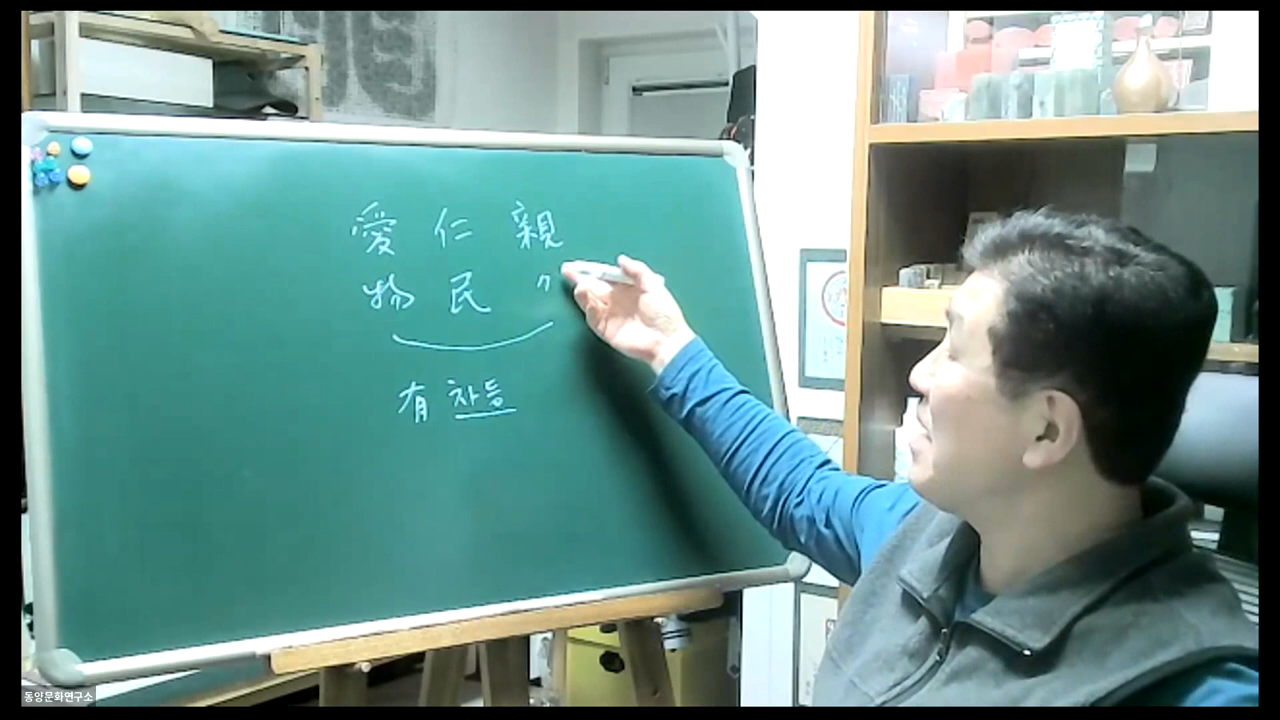 親〃
仁民
愛物
有 차등
동양문화연구소